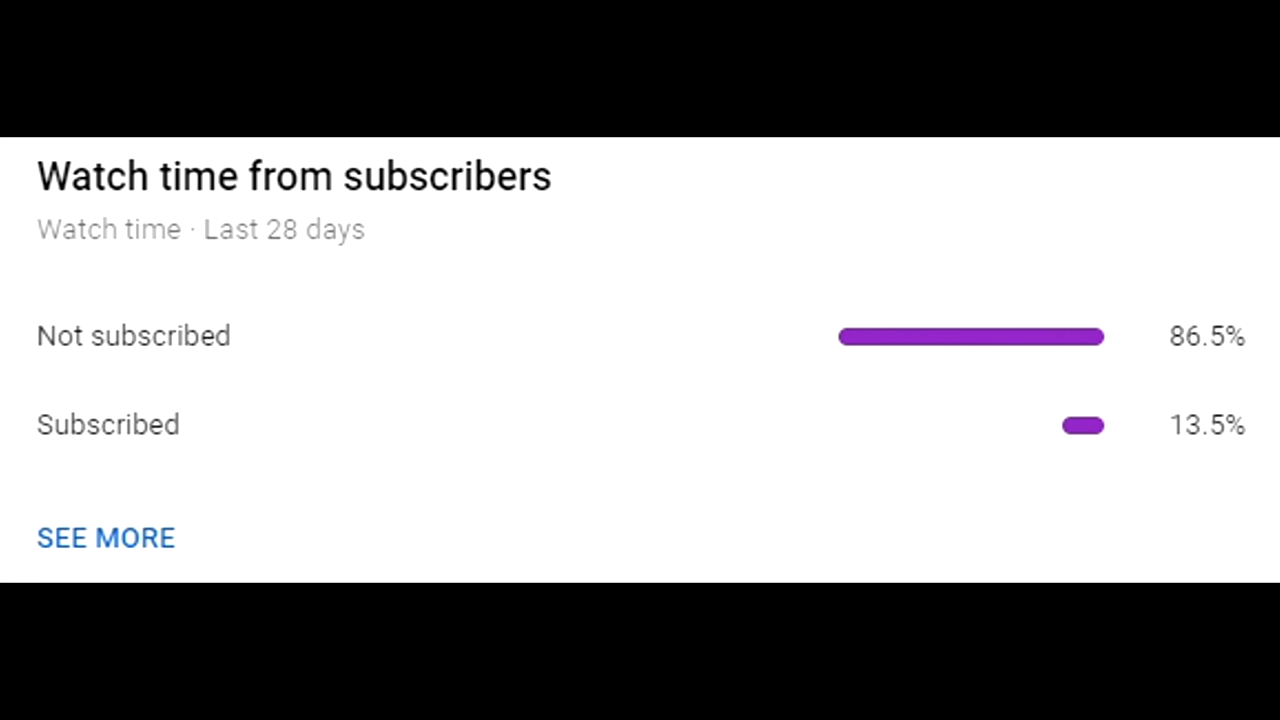 Watch time from subscribers
Watch time · Last 28 days
Not subscribed 86.5%
Subscribed 13.5%
SEE MORE